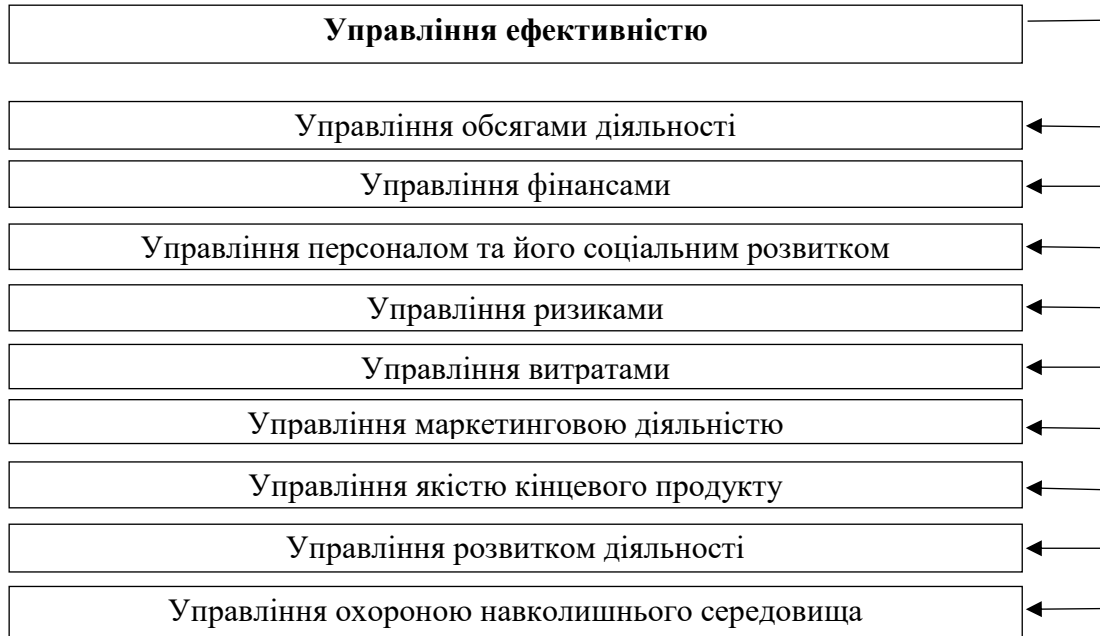 Управління ефективністю
Управління обсягами діяльності
Управління фінансами
Управління персоналом та його соціальним розвитком
Управління ризиками
Управління витратами
Управління маркетинговою діяльністю
Управління якістю кінцевого продукту
Управління розвитком діяльності
Управління охороною навколишнього середовища